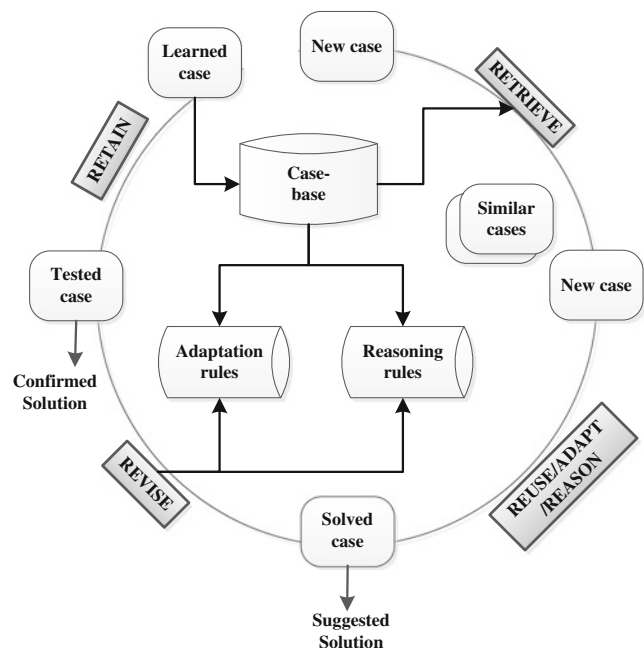 Learned
case
New case
RETRIEVE
RETAIN
Case-
base
Similar
cases
Tested
case
New case
Adaptation
rules
Reasoning
rules
Confirmed
Solution
REVISE
REUSE/ADAPT
/REASON
Solved
case
Suggested
Solution